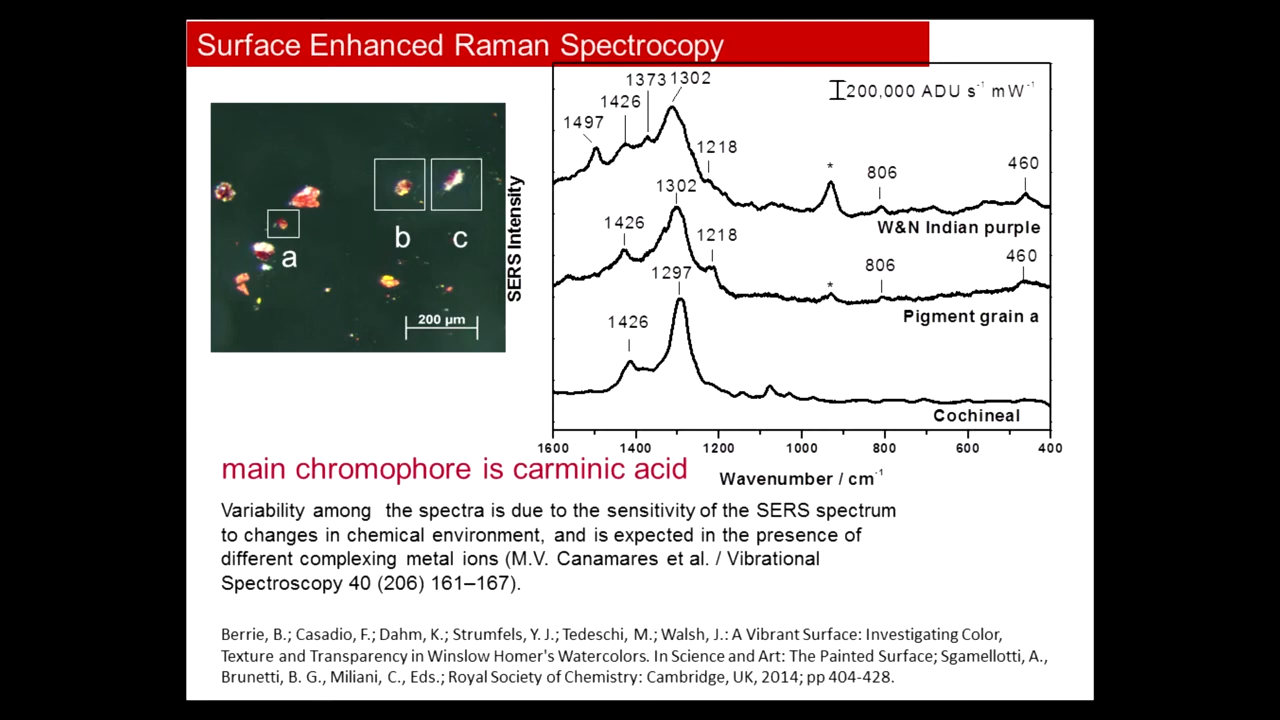 Surface Enhanced Raman Spectrocopy
a
b
c
200 µm
SERS Intensity
200,000 ADU s⁻¹ mW⁻¹
1497
1426
1373
1302
1218
*
806
460
W&N Indian purple
1426
1302
1218
*
806
460
Pigment grain a
1426
1297
Cochineal
1600 1400 1200 1000 800 600 400
Wavenumber / cm⁻¹
main chromophore is carminic acid
Variability among the spectra is due to the sensitivity of the SERS spectrum
to changes in chemical environment, and is expected in the presence of
different complexing metal ions (M.V. Canamares et al. / Vibrational
Spectroscopy 40 (206) 161–167).
Berrie, B.; Casadio, F.; Dahm, K.; Strumfels, Y. J.; Tedeschi, M.; Walsh, J.: A Vibrant Surface: Investigating Color,
Texture and Transparency in Winslow Homer's Watercolors. In Science and Art: The Painted Surface; Sgamellotti, A.,
Brunetti, B. G., Miliani, C., Eds.; Royal Society of Chemistry: Cambridge, UK, 2014; pp 404-428.